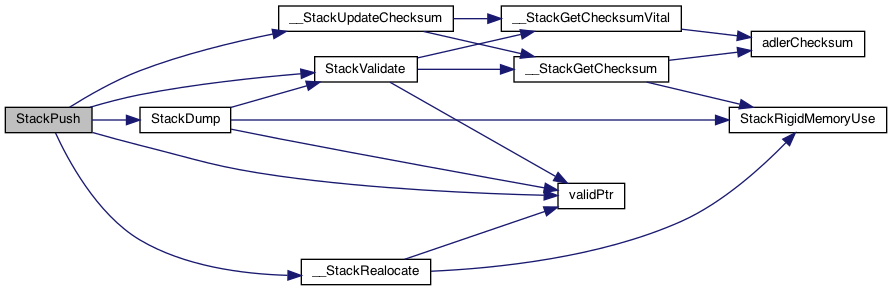 __StackUpdateChecksum
__StackGetChecksumVital
adlerChecksum
StackValidate
__StackGetChecksum
StackPush
StackDump
StackRigidMemoryUse
validPtr
__StackRealocate